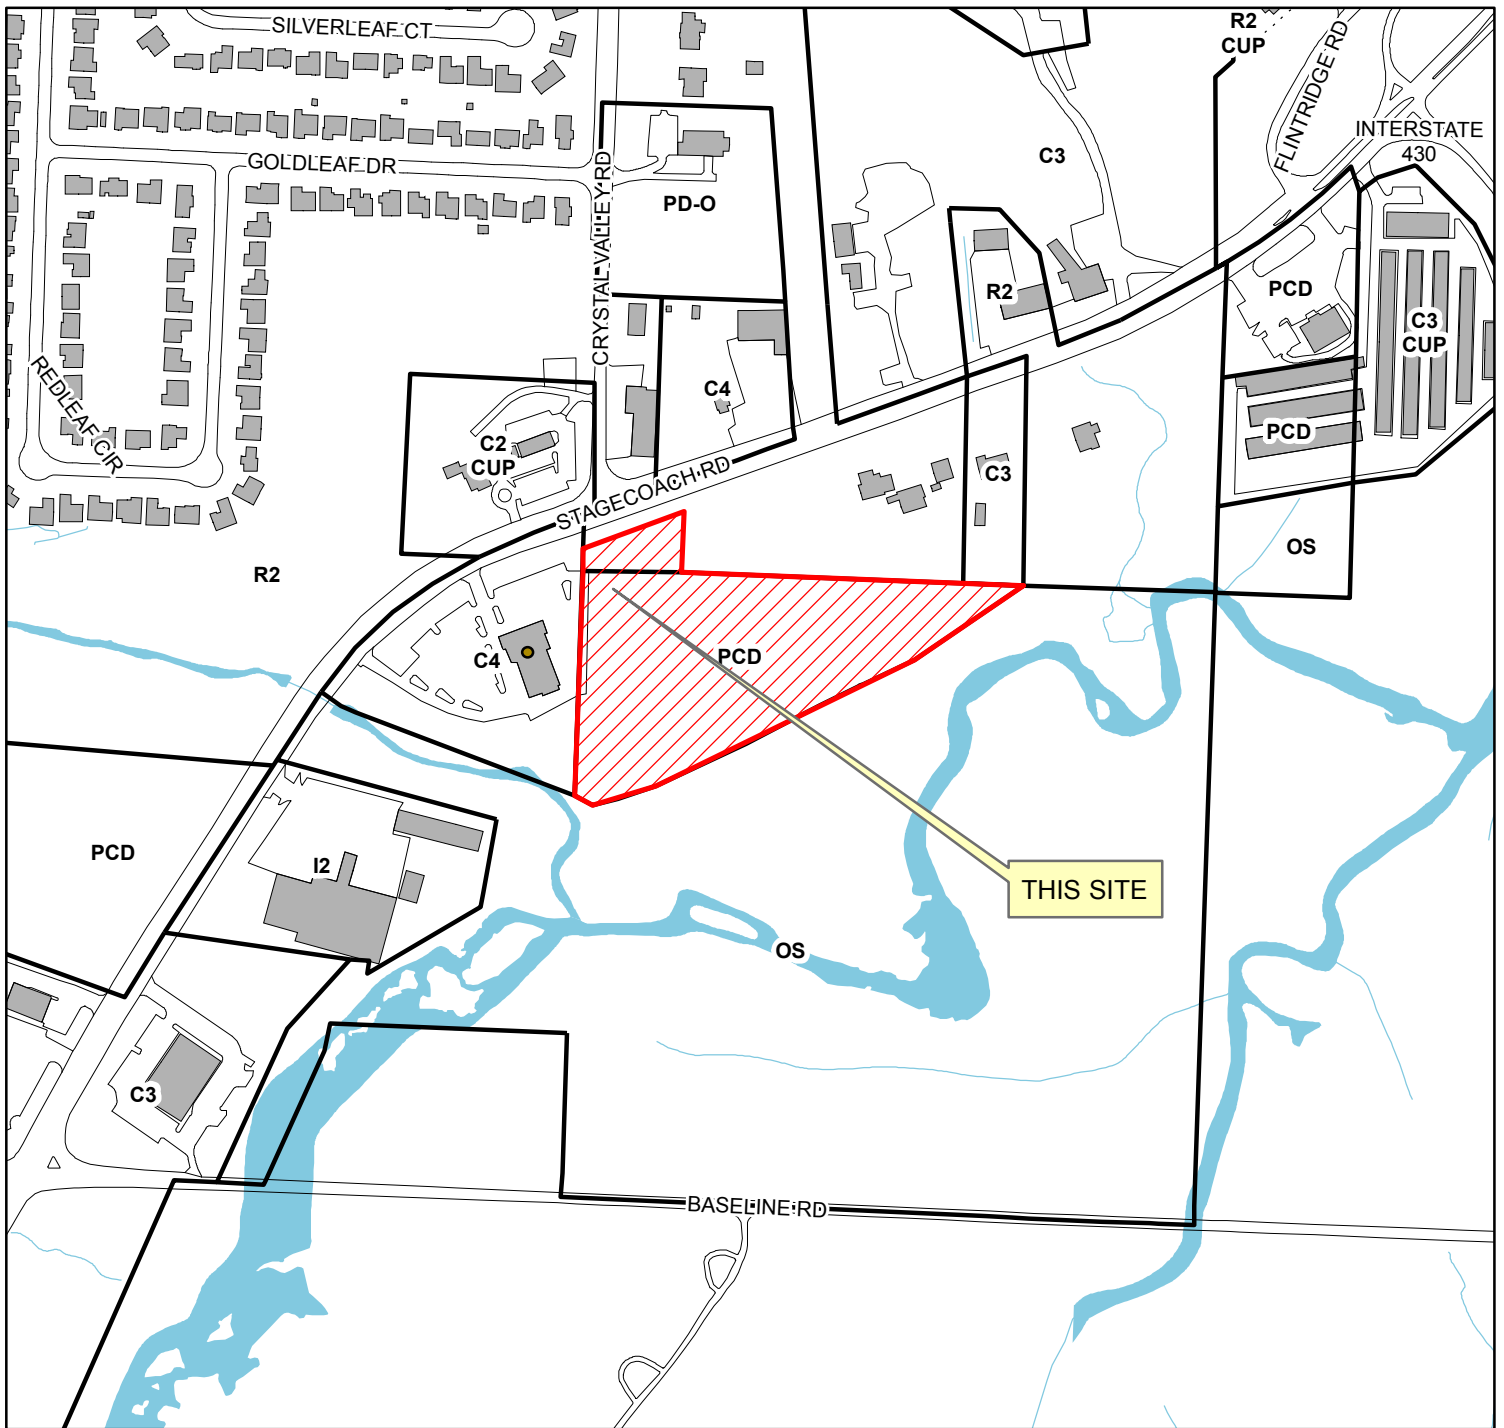 SILVERLEAF CT
R2
CUP
FLINTRIDGE RD
INTERSTATE
430
GOLDLEAF DR
C3
CRYSTAL VALLEY RD
PD-O
R2
PCD
C3
CUP
REDLEAF CIR
C4
C2
CUP
PCD
STAGECOACH RD
C3
OS
R2
C4
PCD
PCD
I2
THIS SITE
OS
C3
BASELINE RD